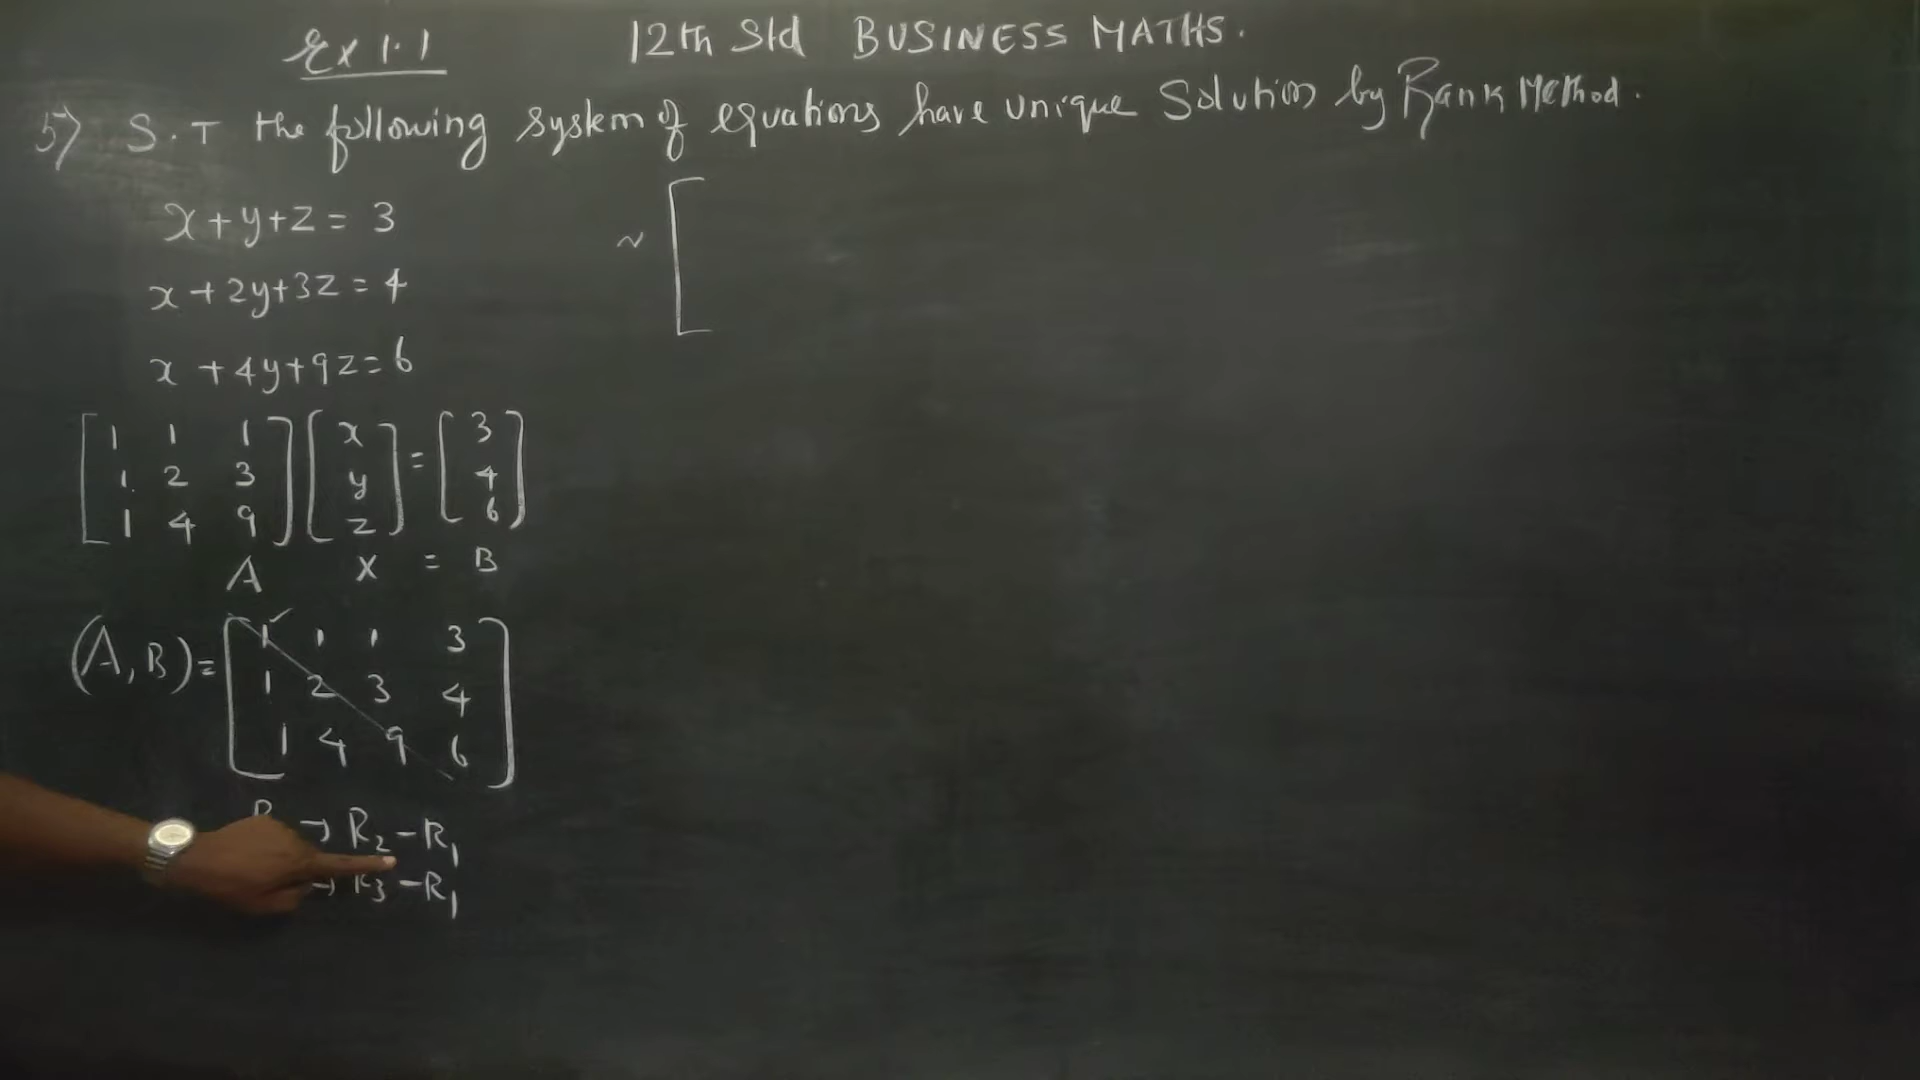 Ex 1.1
12th Std BUSINESS MATHS.
5) S.T the following system of equations have unique Solution by Rank Method.
x+y+z = 3
x+2y+3z = 4
x+4y+9z=6
[1 1 1] [x] = [3]
[1 2 3] [y] [4]
[1 4 9] [z] [6]
A X = B
(A,B)= [1 1 1 3]
[1 2 3 4]
[1 4 9 6]
→ R2-R1
→ R3-R1
~ [